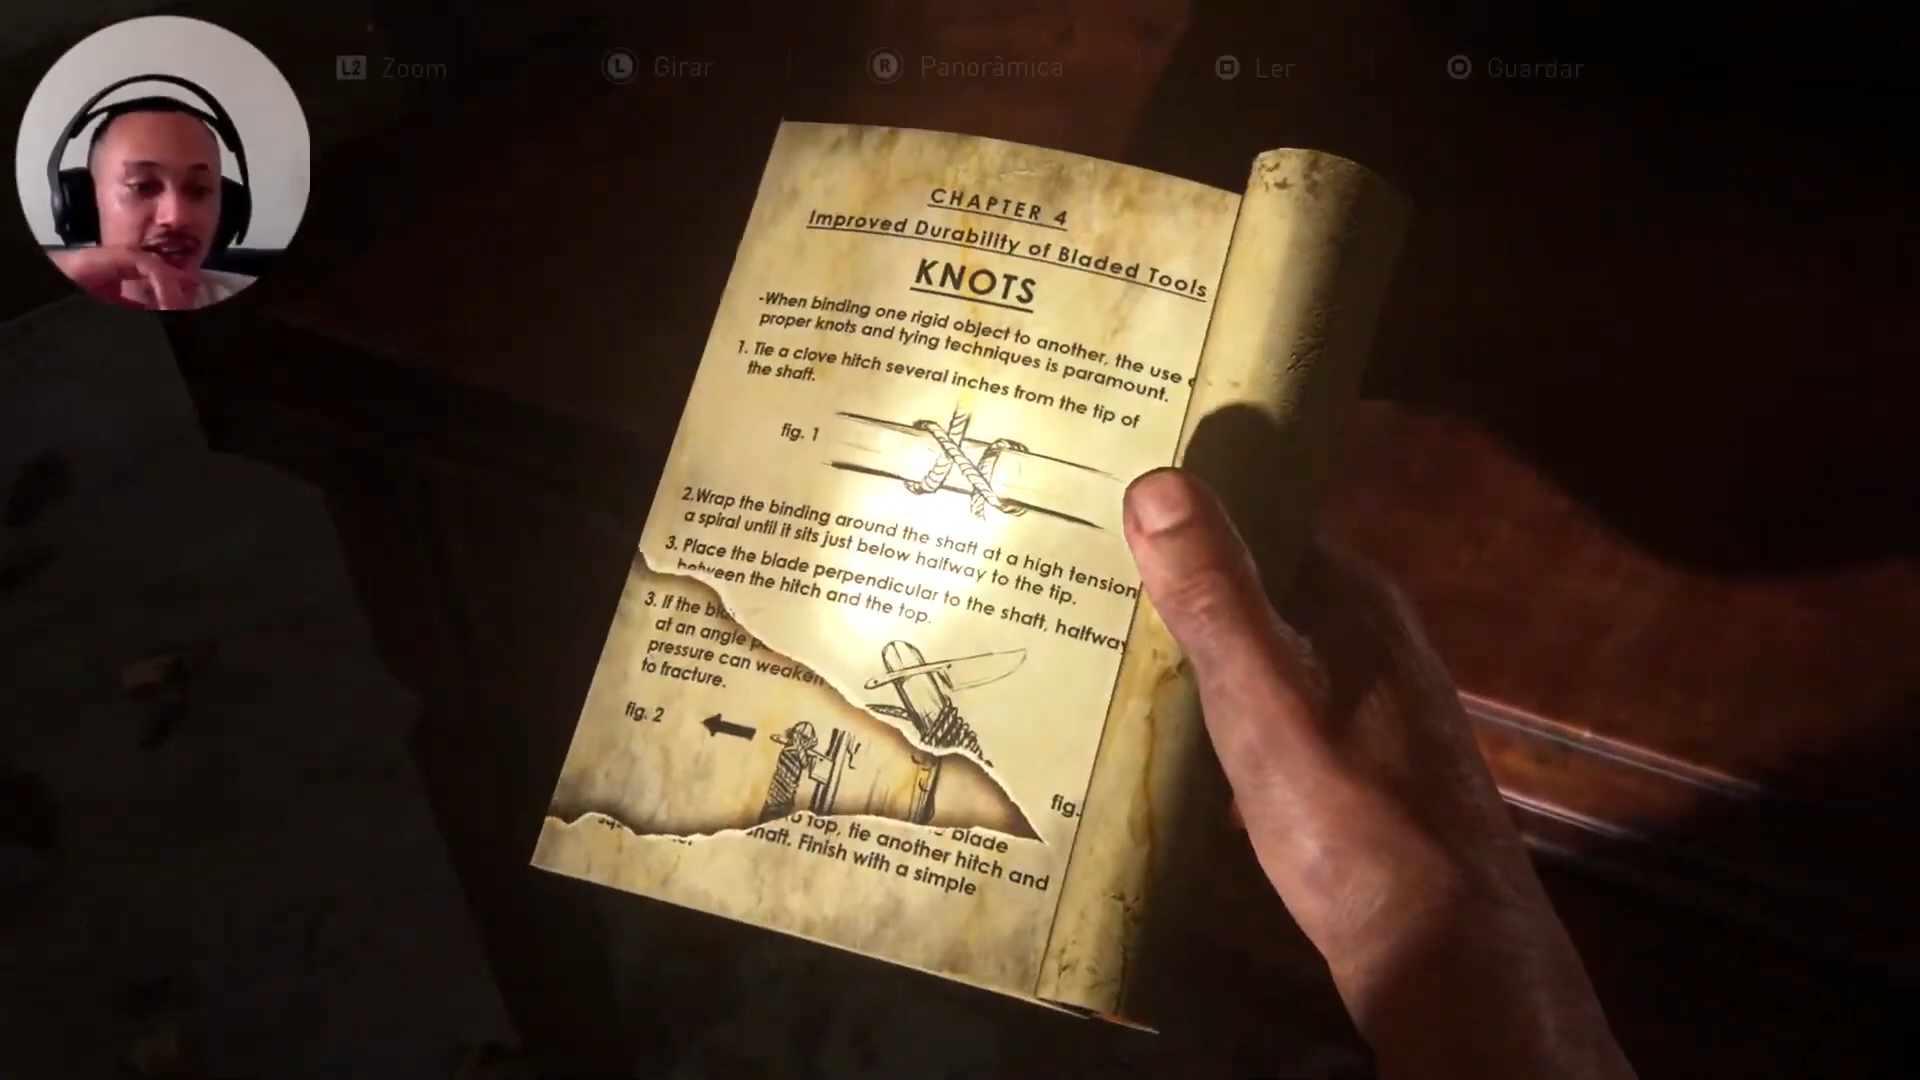 L2 Zoom
L Girar
R Panorâmica
Ler
Guardar
CHAPTER 4
Improved Durability of Bladed Tools
KNOTS
-When binding one rigid object to another, the use
proper knots and tying techniques is paramount.
1. Tie a clove hitch several inches from the tip of
the shaft.
fig. 1
2.Wrap the binding around the shaft at a high tension
a spiral until it sits just below halfway to the tip.
3. Place the blade perpendicular to the shaft, halfway
between the hitch and the top.
3. If the
at an angle
pressure can weaken
to fracture.
fig. 2
fig.
blade
top, tie another hitch and
Finish with a simple